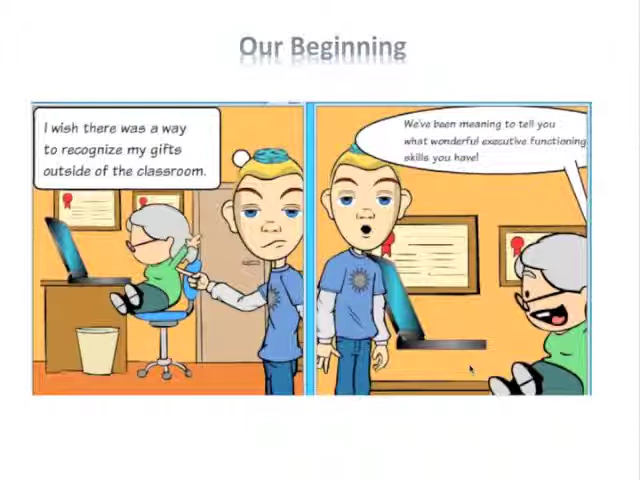 Our Beginning
I wish there was a way
to recognize my gifts
outside of the classroom.
We've been meaning to tell you
what wonderful executive functioning
skills you have!